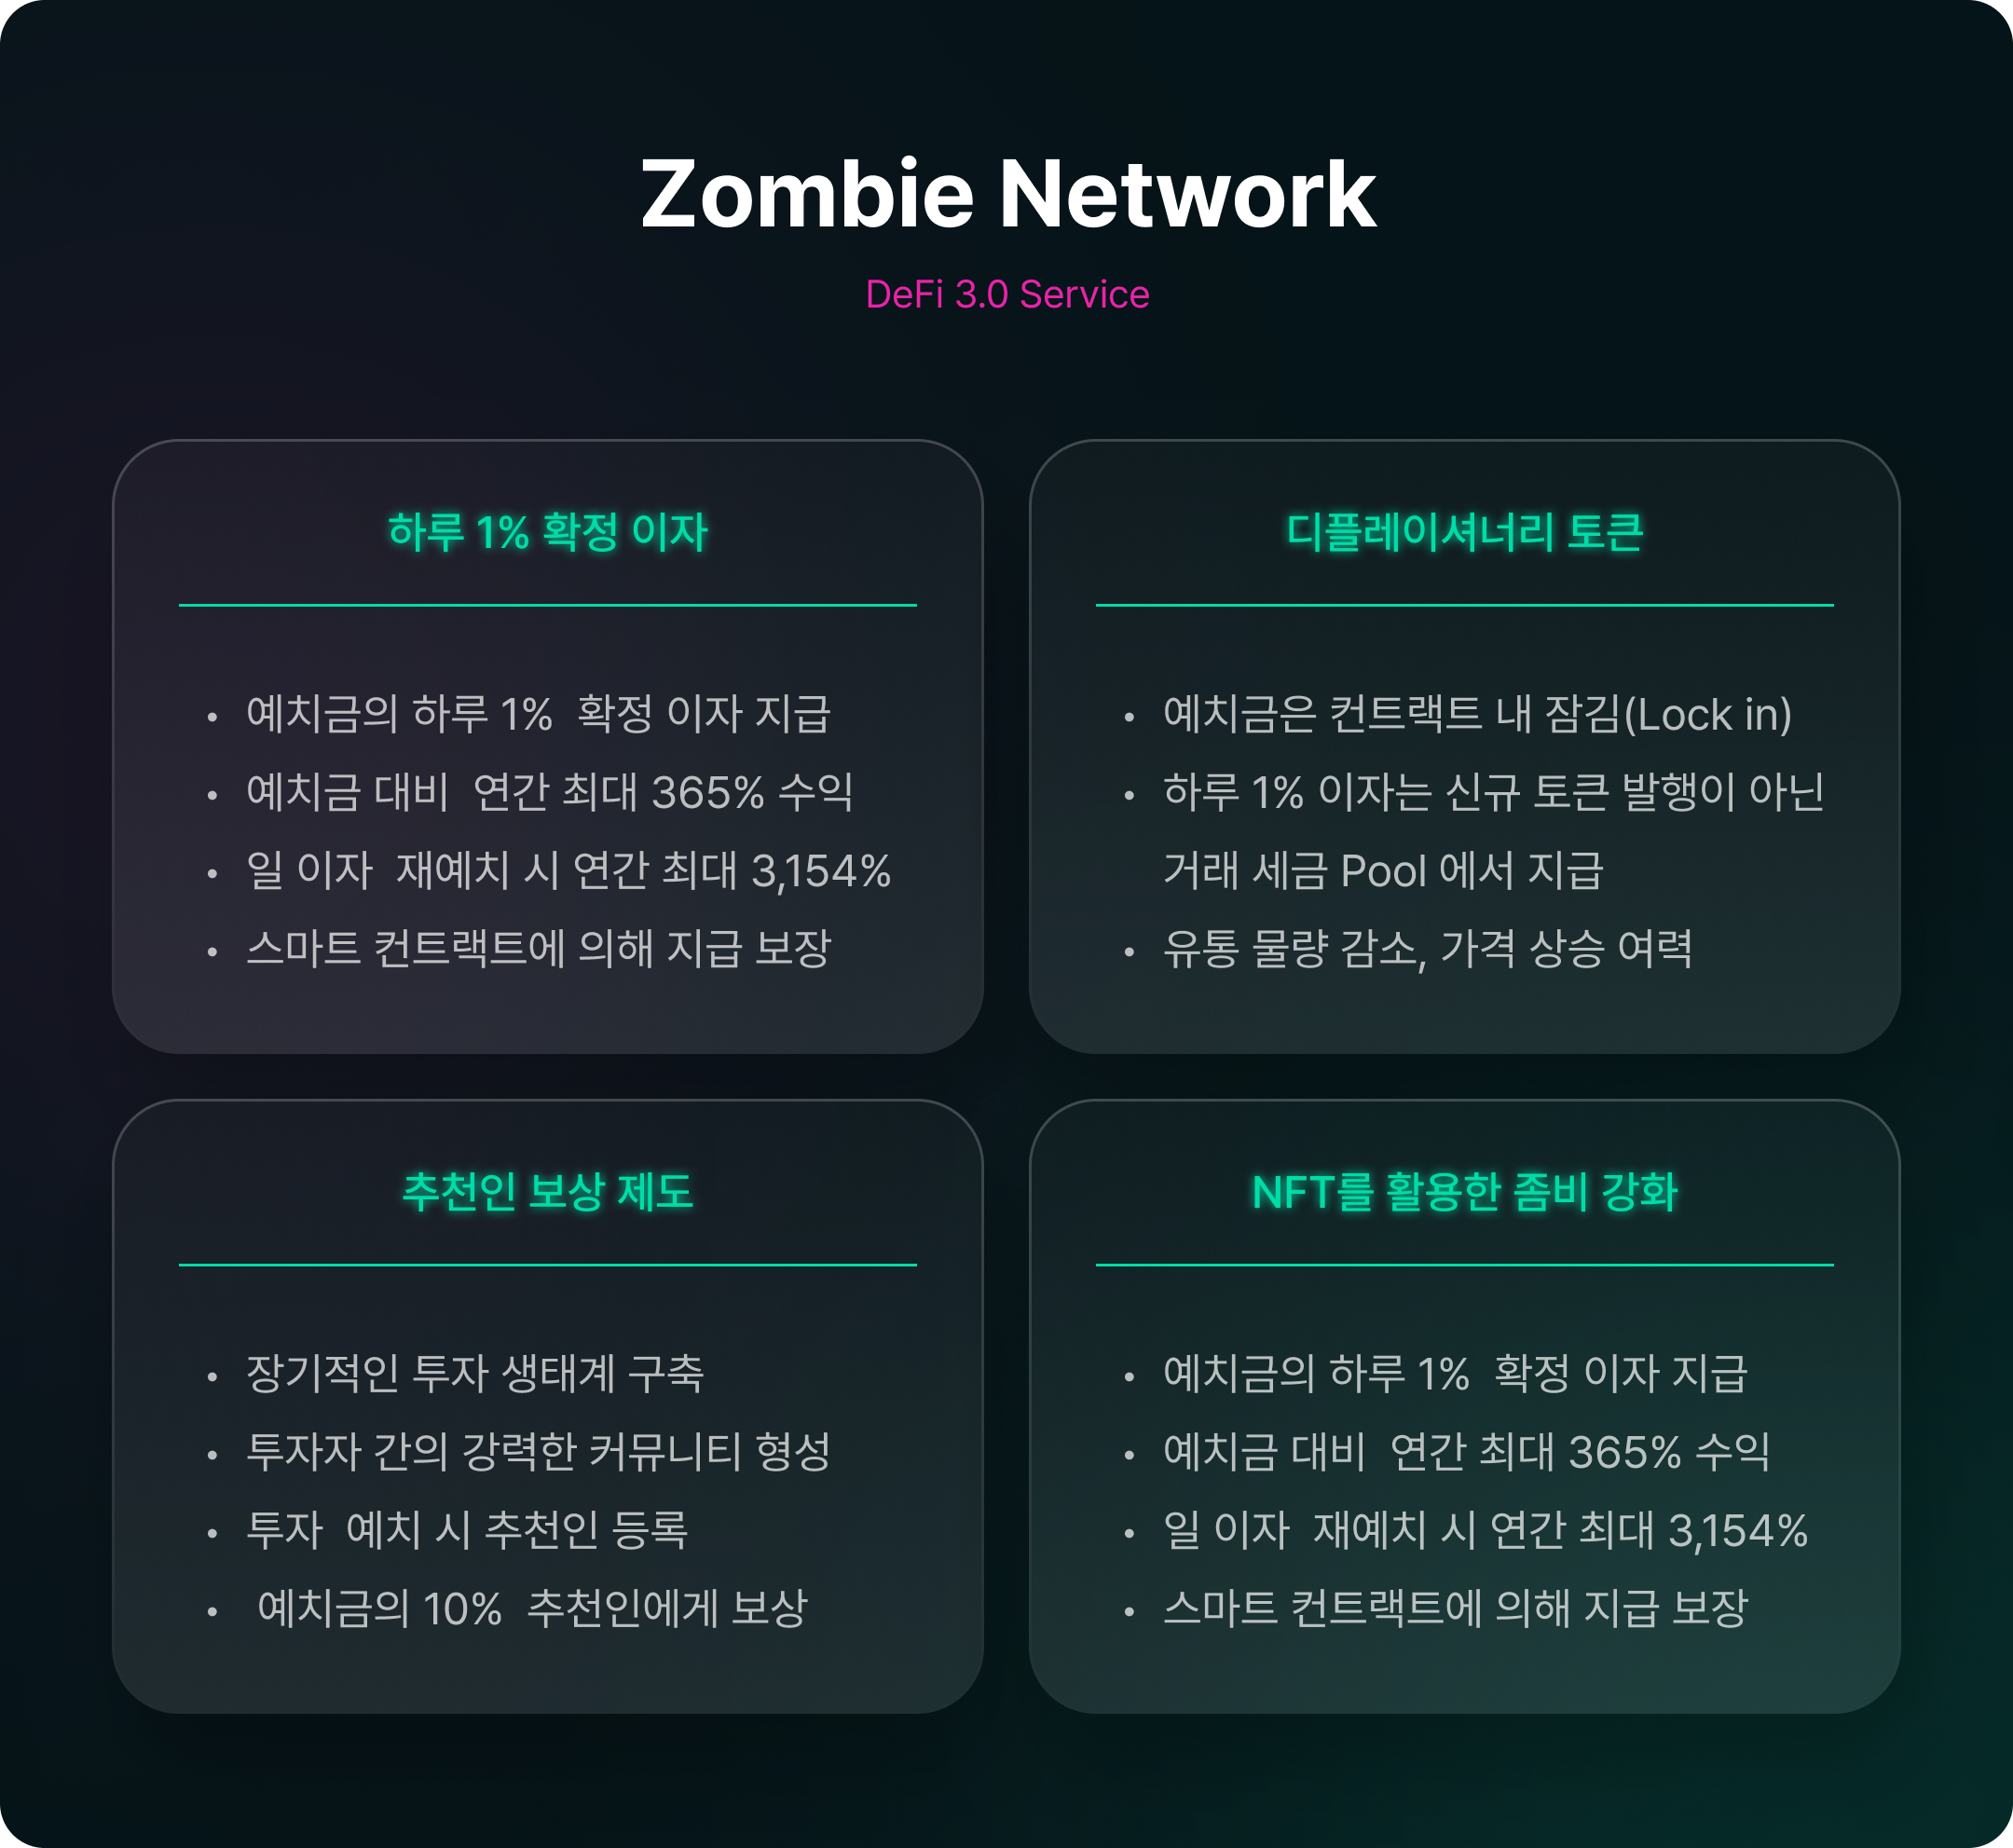 Zombie Network
DeFi 3.0 Service
하루 1% 확정 이자
• 예치금의 하루 1% 확정 이자 지급
• 예치금 대비 연간 최대 365% 수익
• 일 이자 재예치 시 연간 최대 3,154%
• 스마트 컨트랙트에 의해 지급 보장
디플레이셔너리 토큰
• 예치금은 컨트랙트 내 잠김(Lock in)
• 하루 1% 이자는 신규 토큰 발행이 아닌
거래 세금 Pool 에서 지급
• 유통 물량 감소, 가격 상승 여력
추천인 보상 제도
• 장기적인 투자 생태계 구축
• 투자자 간의 강력한 커뮤니티 형성
• 투자 예치 시 추천인 등록
• 예치금의 10% 추천인에게 보상
NFT를 활용한 좀비 강화
• 예치금의 하루 1% 확정 이자 지급
• 예치금 대비 연간 최대 365% 수익
• 일 이자 재예치 시 연간 최대 3,154%
• 스마트 컨트랙트에 의해 지급 보장